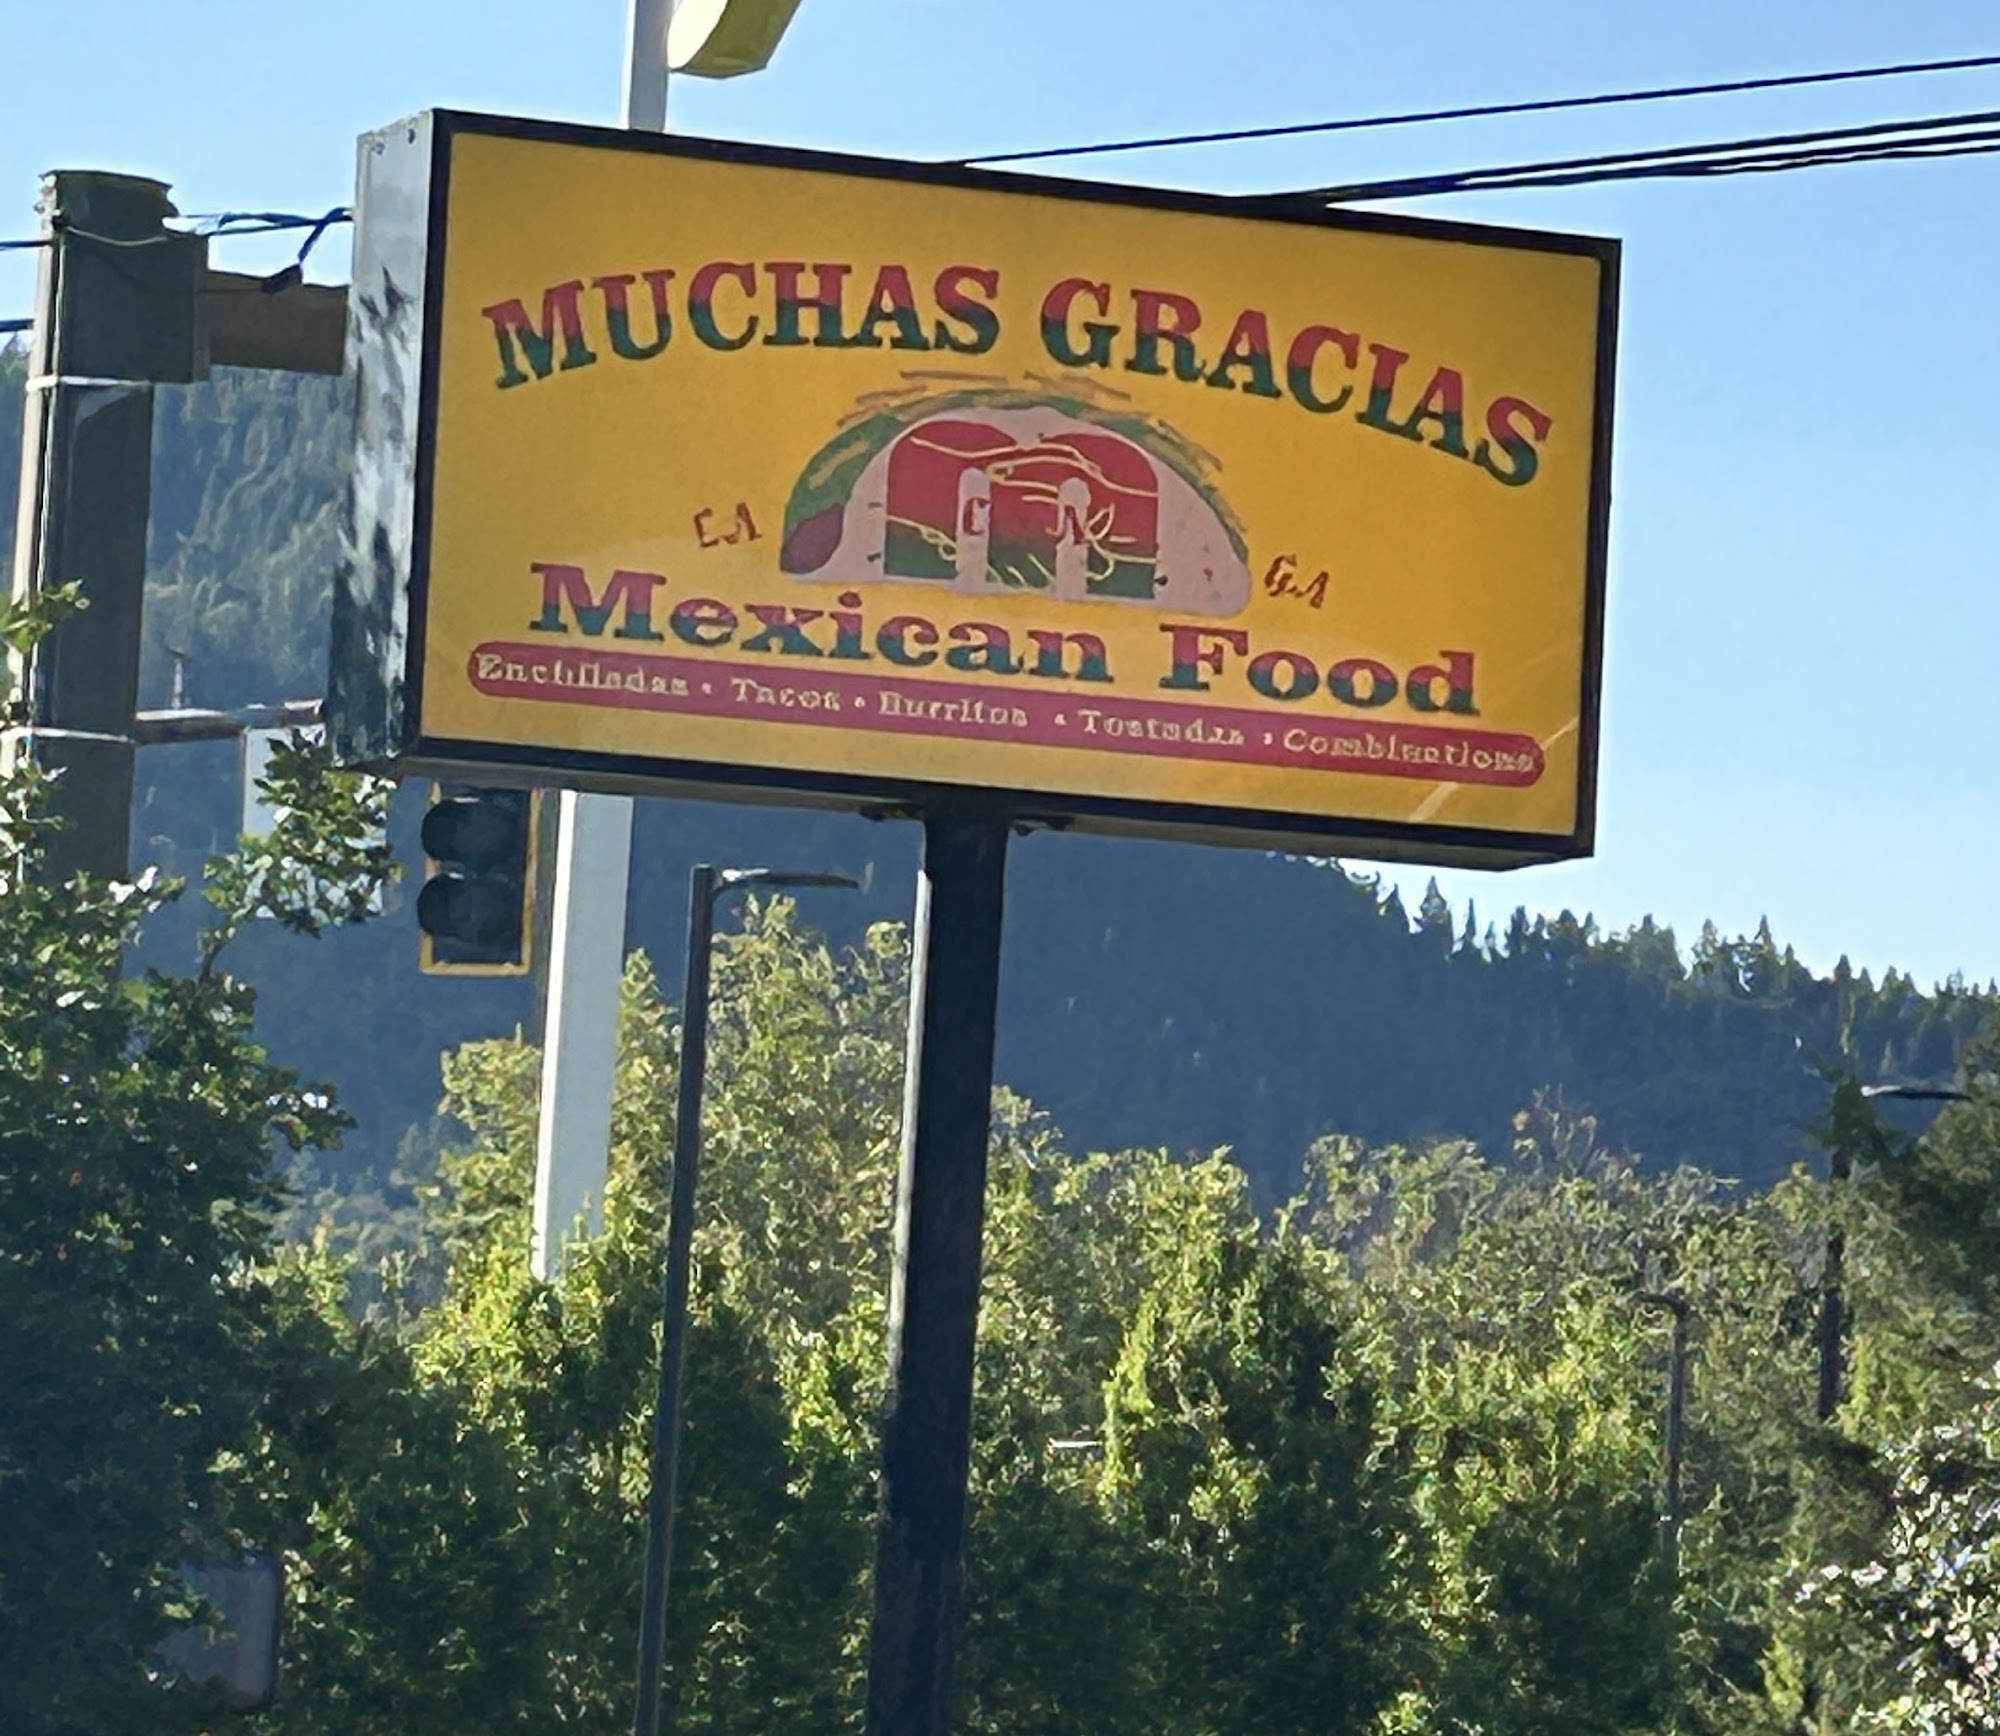 MUCHAS GRACIAS
Mexican Food
Enchiladas • Tacos • Burritos • Tostadas • Combinations